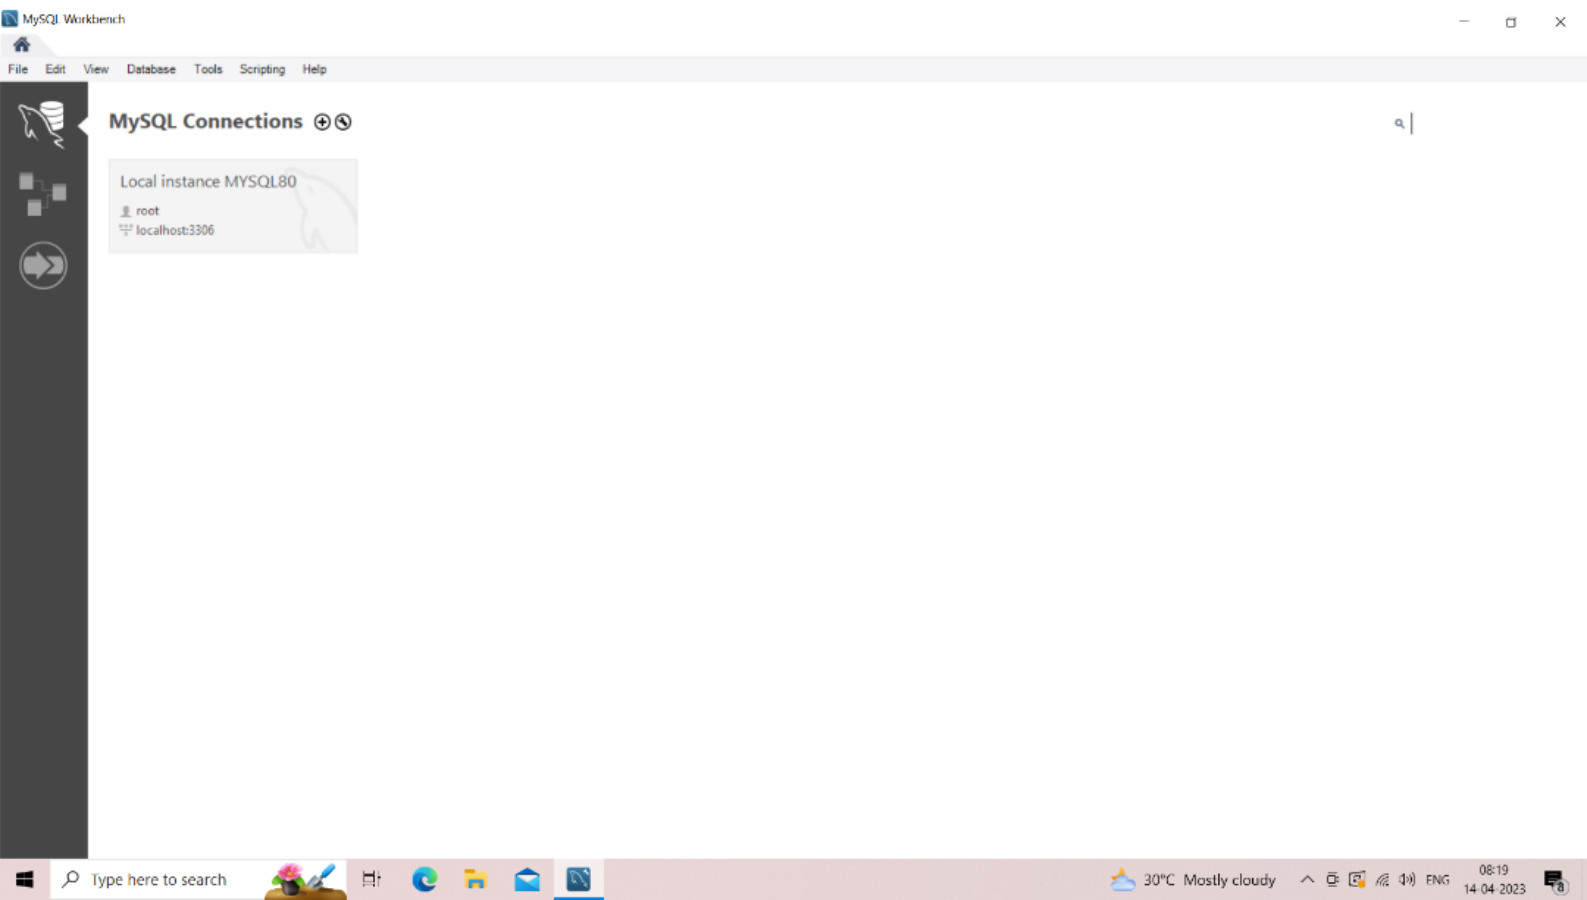 MySQL Workbench
File Edit View Database Tools Scripting Help
MySQL Connections
Local instance MYSQL80
root
localhost:3306
Type here to search
30°C Mostly cloudy
ENG
08:19
14-04-2023
8